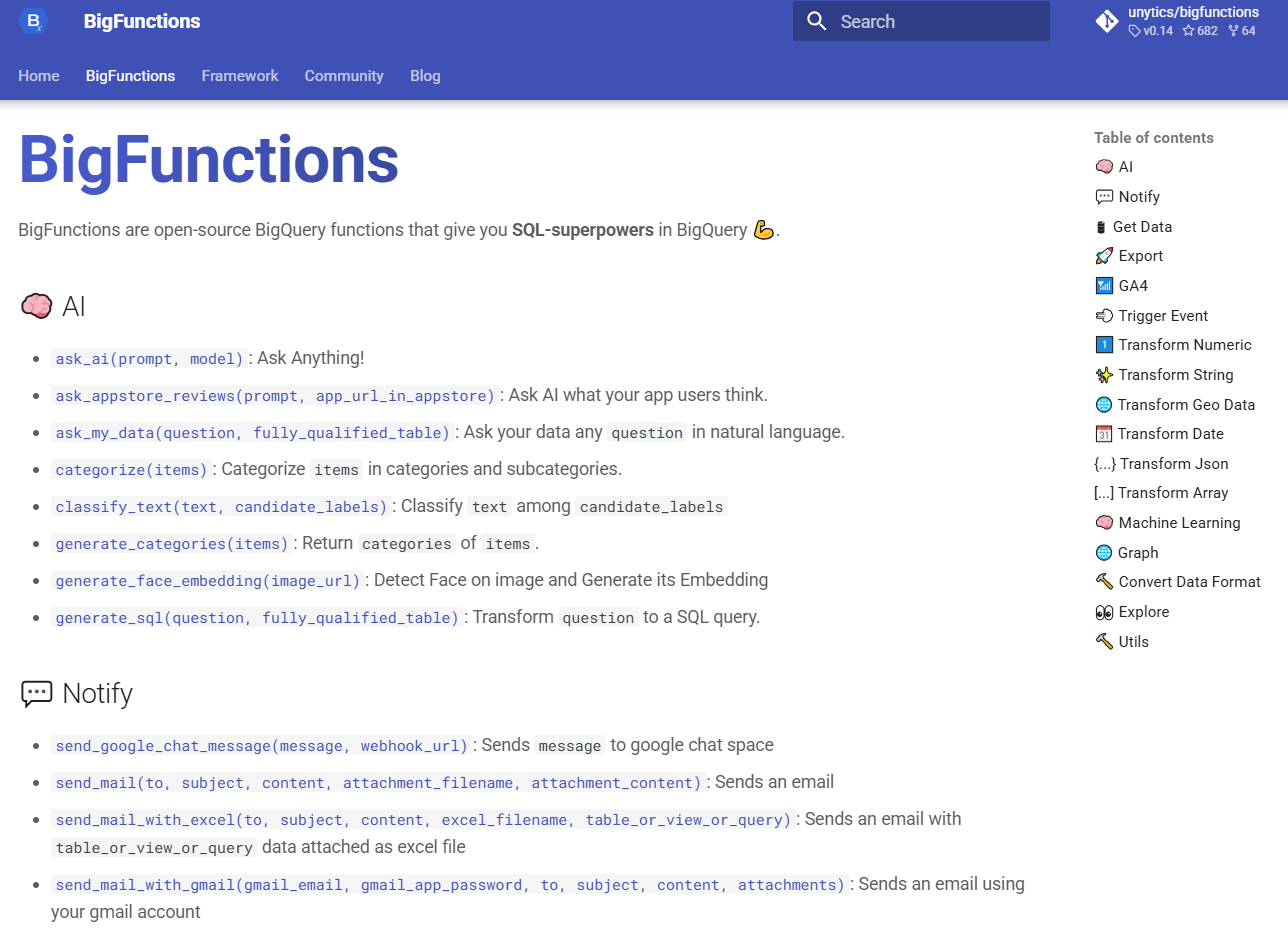 BigFunctions
Search
unytics/bigfunctions
v0.14 682 64
Home BigFunctions Framework Community Blog
BigFunctions
BigFunctions are open-source BigQuery functions that give you SQL-superpowers in BigQuery 💪.
🧠 AI
ask_ai(prompt, model) : Ask Anything!
ask_appstore_reviews(prompt, app_url_in_appstore) : Ask AI what your app users think.
ask_my_data(question, fully_qualified_table) : Ask your data any question in natural language.
categorize(items) : Categorize items in categories and subcategories.
classify_text(text, candidate_labels) : Classify text among candidate_labels
generate_categories(items) : Return categories of items .
generate_face_embedding(image_url) : Detect Face on image and Generate its Embedding
generate_sql(question, fully_qualified_table) : Transform question to a SQL query.
💬 Notify
send_google_chat_message(message, webhook_url) : Sends message to google chat space
send_mail(to, subject, content, attachment_filename, attachment_content) : Sends an email
send_mail_with_excel(to, subject, content, excel_filename, table_or_view_or_query) : Sends an email with
table_or_view_or_query data attached as excel file
send_mail_with_gmail(gmail_email, gmail_app_password, to, subject, content, attachments) : Sends an email using
your gmail account
Table of contents
AI
Notify
Get Data
Export
GA4
Trigger Event
1 Transform Numeric
Transform String
Transform Geo Data
31 Transform Date
{...} Transform Json
[...] Transform Array
Machine Learning
Graph
Convert Data Format
Explore
Utils